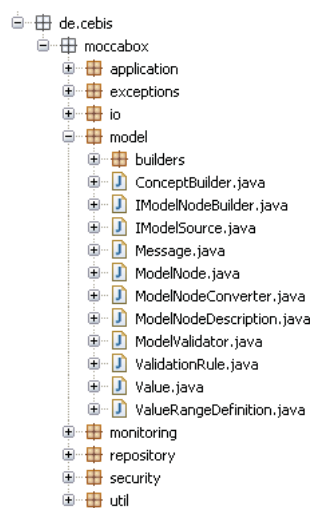 de.cebis
moccabox
application
exceptions
io
model
builders
ConceptBuilder.java
IModelNodeBuilder.java
IModelSource.java
Message.java
ModelNode.java
ModelNodeConverter.java
ModelNodeDescription.java
ModelValidator.java
ValidationRule.java
Value.java
ValueRangeDefinition.java
monitoring
repository
security
util